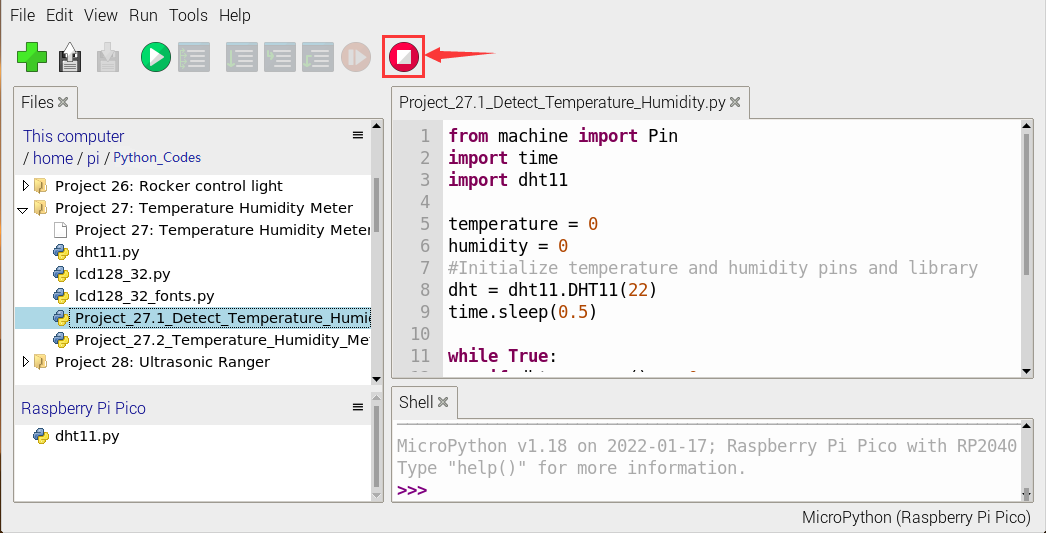 File Edit View Run Tools Help
Files
This computer
/ home / pi / Python_Codes
Project 26: Rocker control light
Project 27: Temperature Humidity Meter
Project 27: Temperature Humidity Meter
dht11.py
lcd128_32.py
lcd128_32_fonts.py
Project_27.1_Detect_Temperature_Humi
Project_27.2_Temperature_Humidity_Me
Project 28: Ultrasonic Ranger
Raspberry Pi Pico
dht11.py
Project_27.1_Detect_Temperature_Humidity.py
1 from machine import Pin
2 import time
3 import dht11
4
5 temperature = 0
6 humidity = 0
7 #Initialize temperature and humidity pins and library
8 dht = dht11.DHT11(22)
9 time.sleep(0.5)
10
11 while True:
Shell
MicroPython v1.18 on 2022-01-17; Raspberry Pi Pico with RP2040
Type "help()" for more information.
>>>
MicroPython (Raspberry Pi Pico)